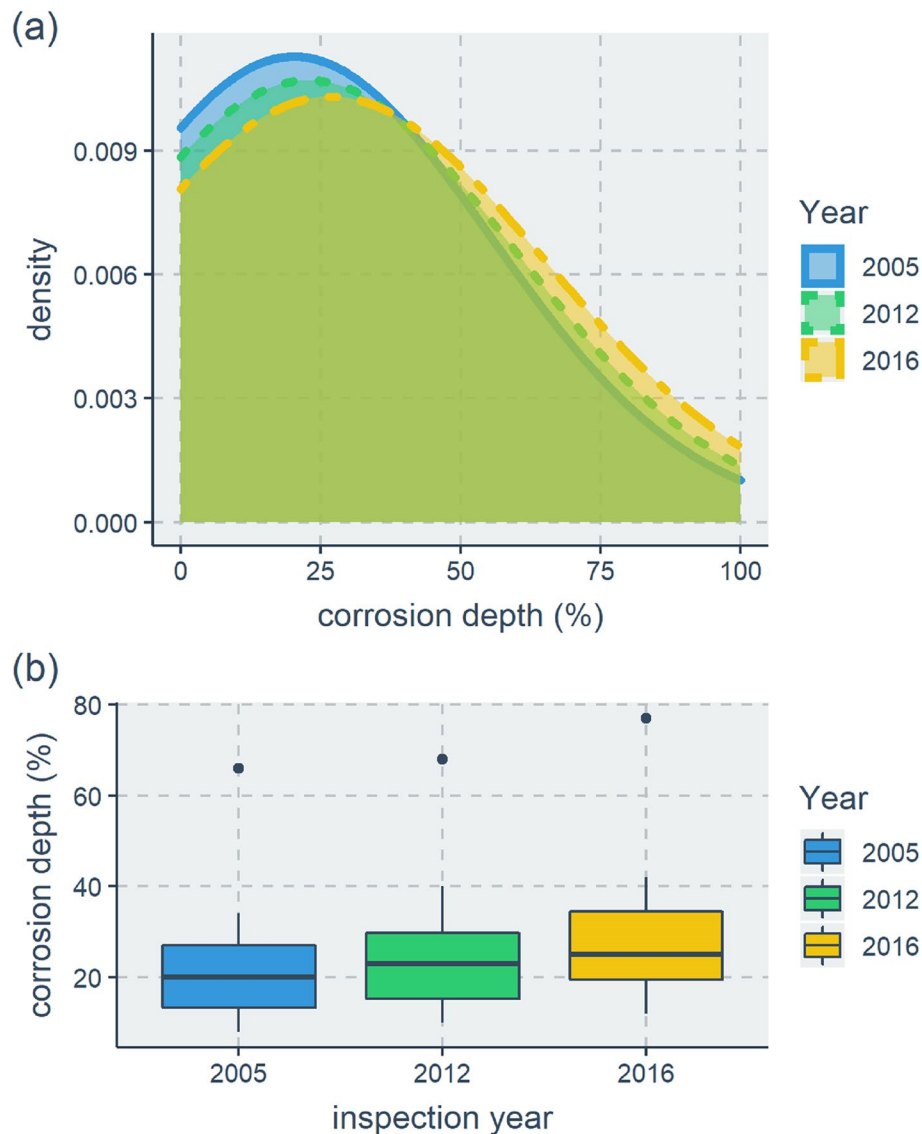 (a)
density
0.009
0.006
0.003
0.000
0 25 50 75 100
corrosion depth (%)
Year
2005
2012
2016
(b)
corrosion depth (%)
80
60
40
20
2005 2012 2016
inspection year
Year
2005
2012
2016